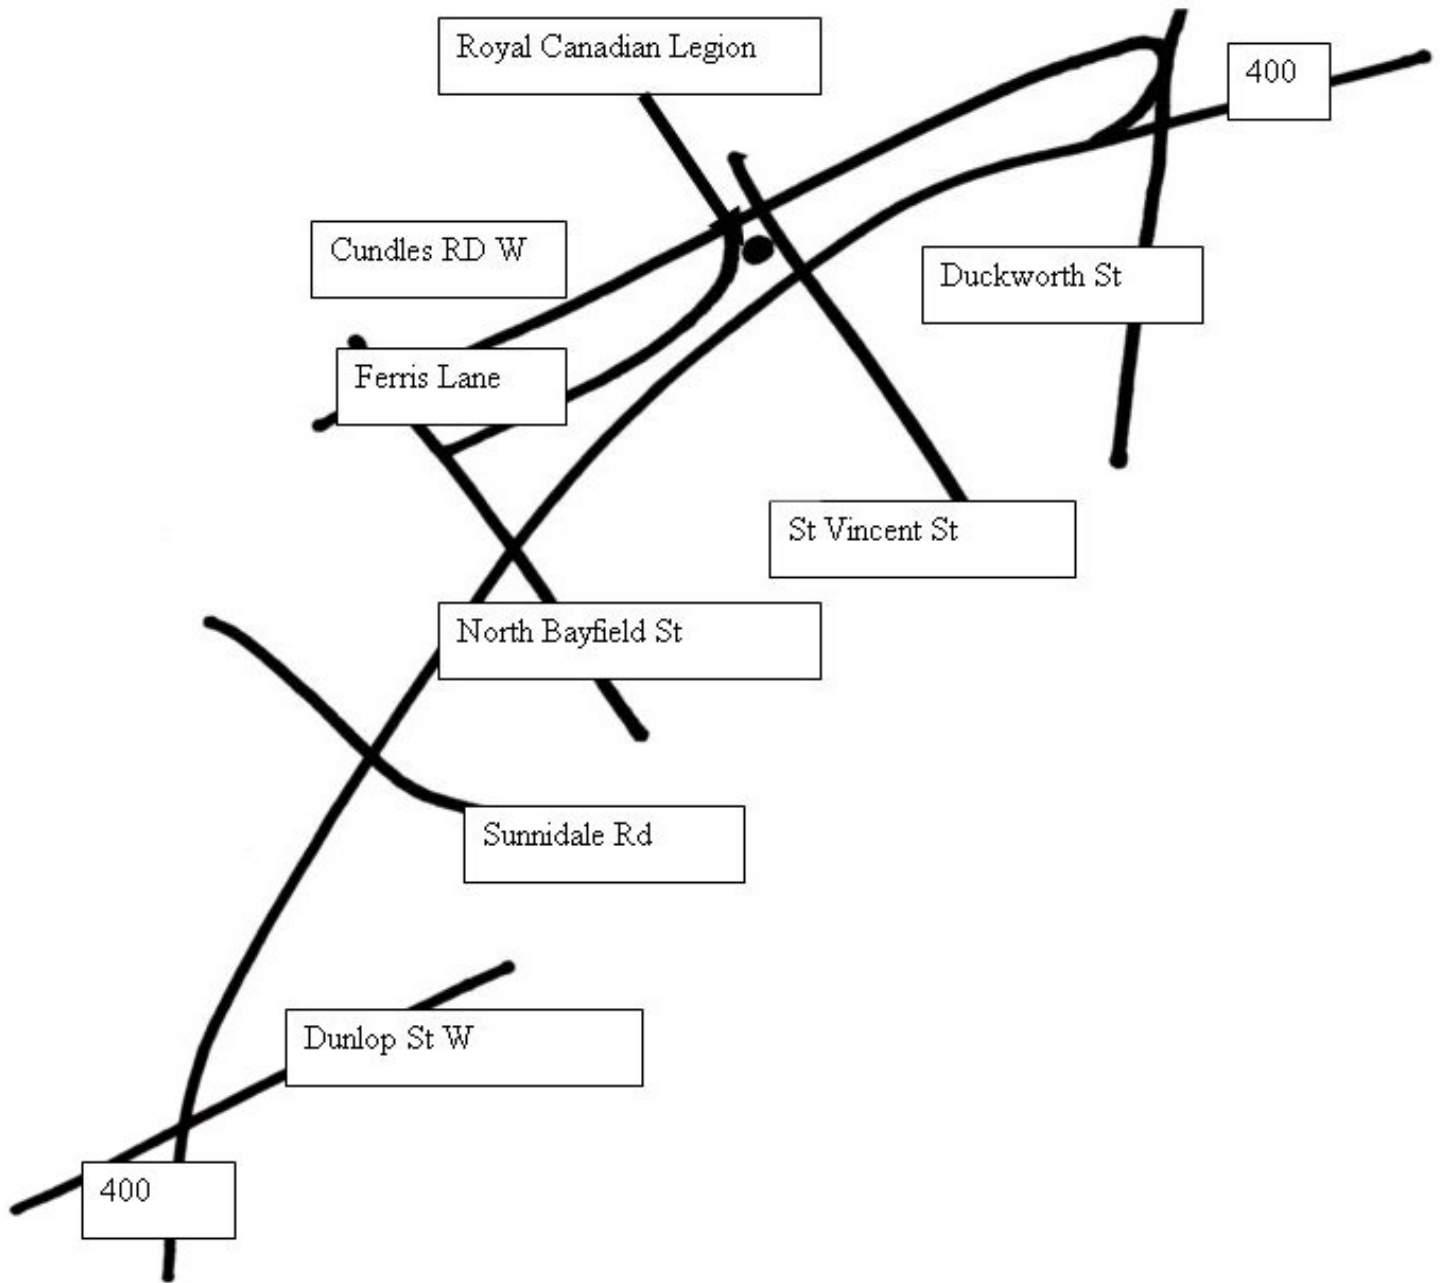 Royal Canadian Legion
400
Cundles RD W
Duckworth St
Ferris Lane
St Vincent St
North Bayfield St
Sunnidale Rd
Dunlop St W
400